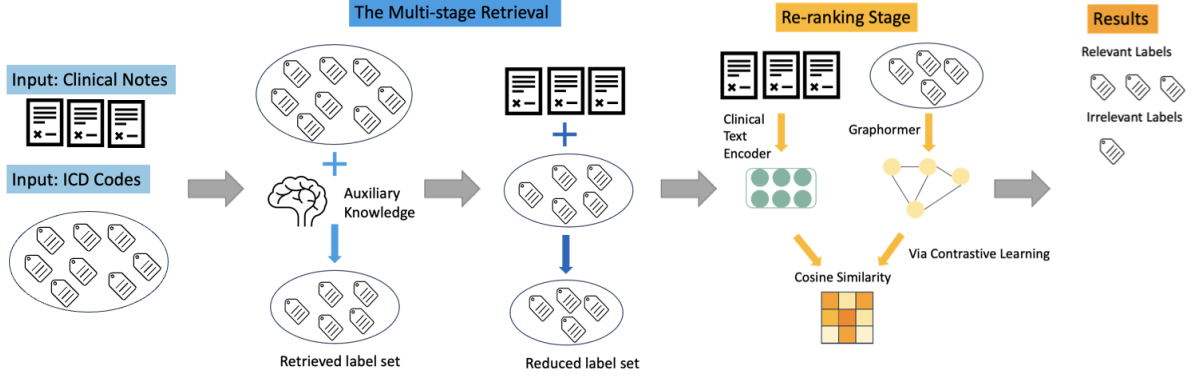 The Multi-stage Retrieval
Re-ranking Stage
Results
Input: Clinical Notes
Input: ICD Codes
Auxiliary
Knowledge
Retrieved label set
Reduced label set
Clinical
Text
Encoder
Graphormer
Via Contrastive Learning
Cosine Similarity
Relevant Labels
Irrelevant Labels